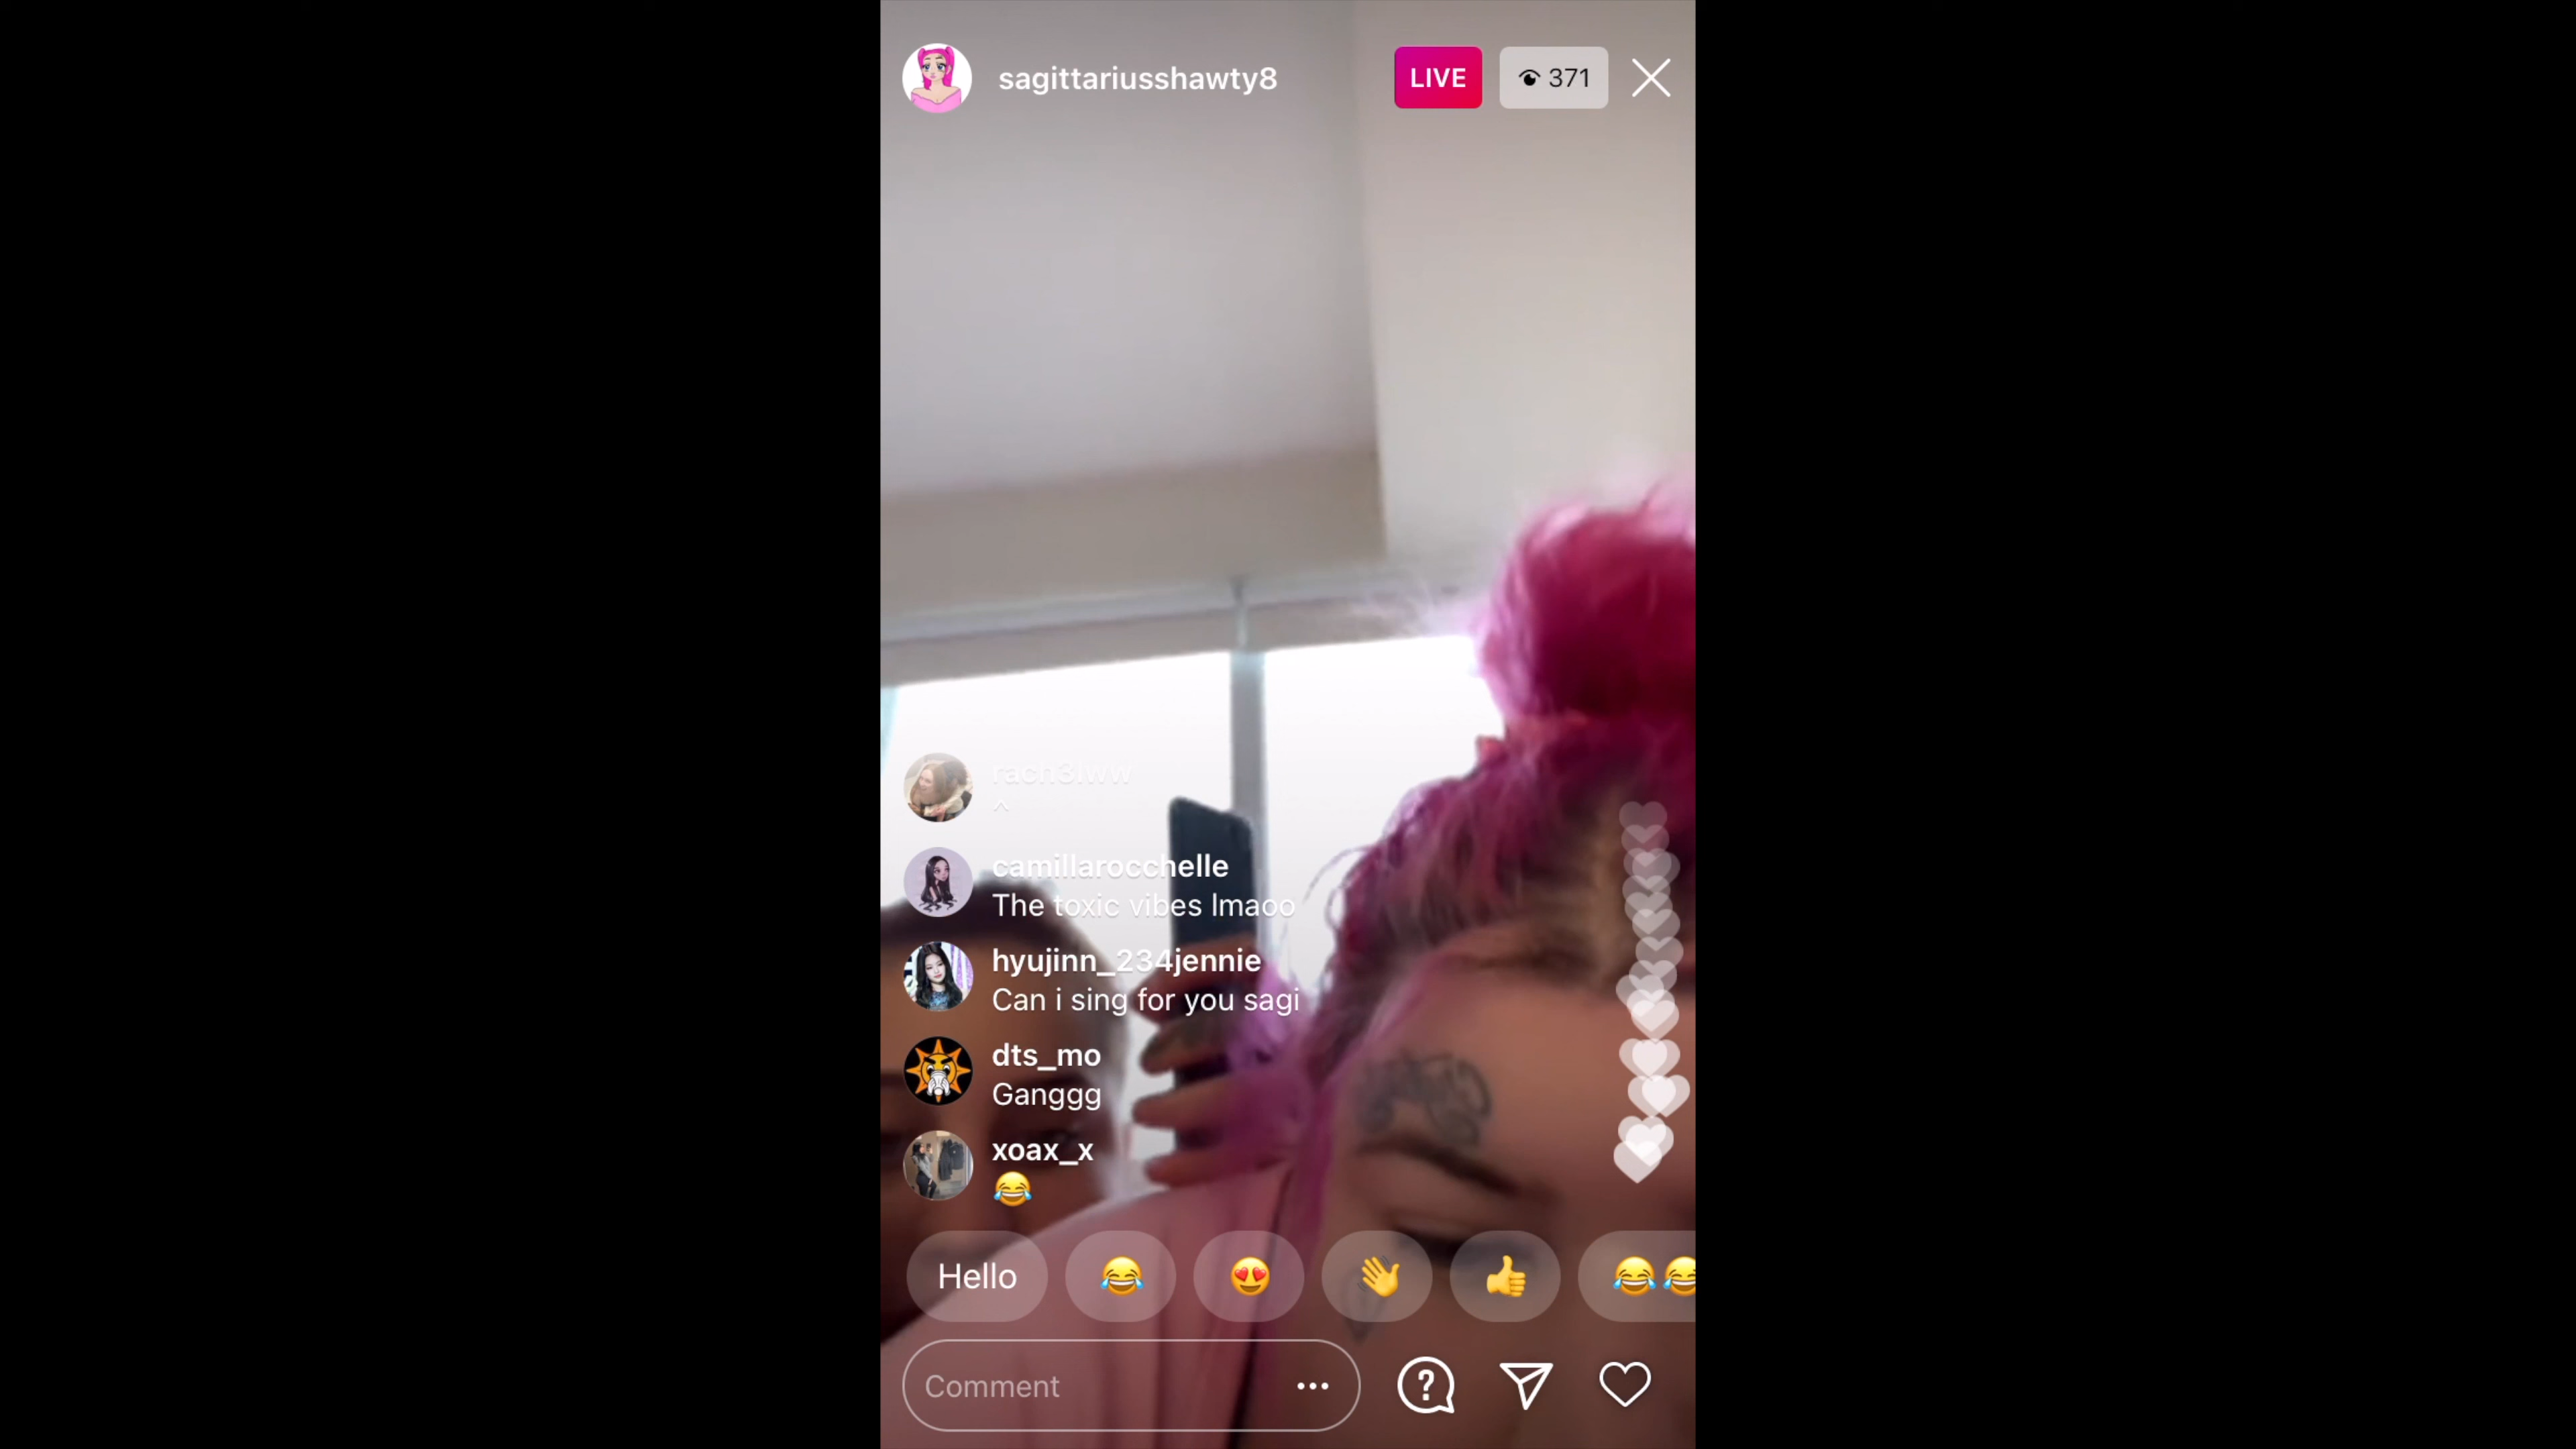 sagittariusshawty8
LIVE
371
rach3lww
^
camillarocchelle
The toxic vibes lmaoo
hyujinn_234jennie
Can i sing for you sagi
dts_mo
Ganggg
xoax_x
😂
Hello 😂 😍 👋 👍 😂😂
Comment